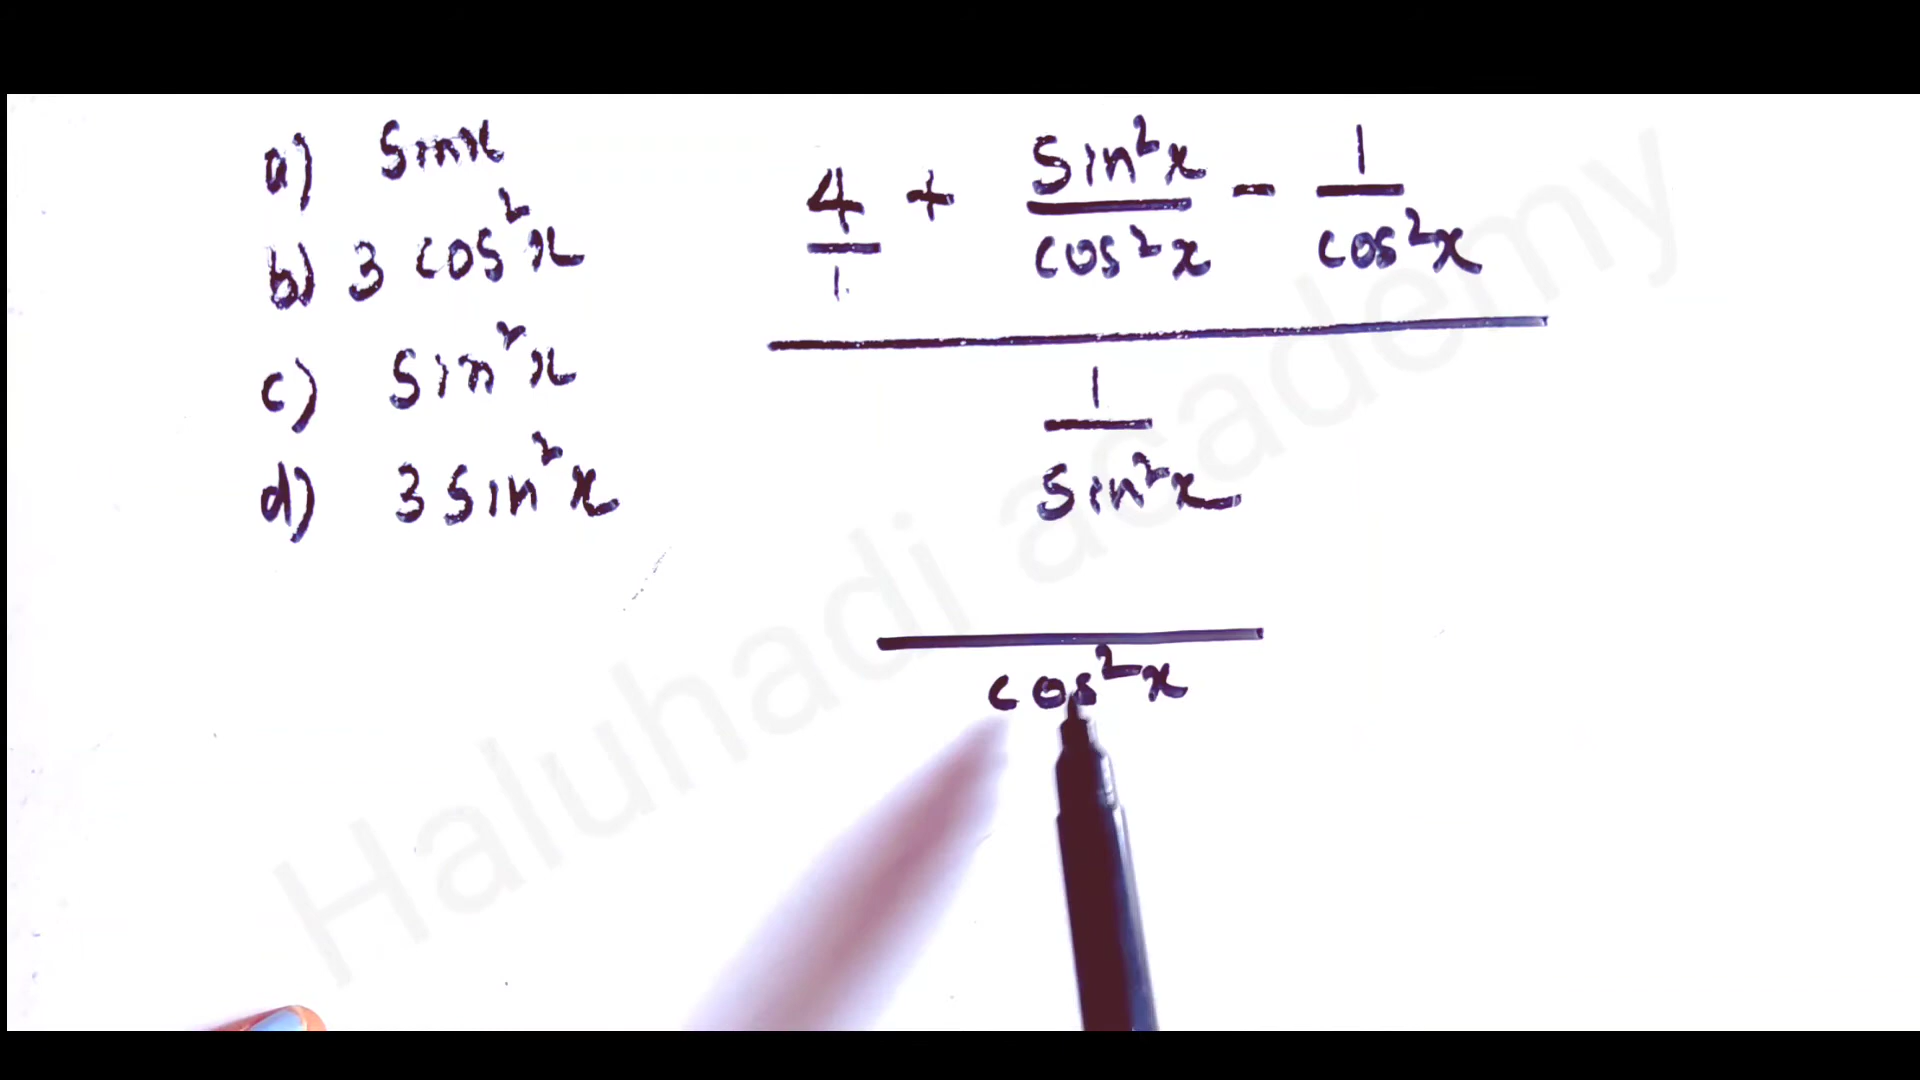 a) sinx
b) 3 cos²x
c) sin²x
d) 3 sin²x
4/1 + sin²x/cos²x - 1/cos²x
1/sin²x
cos²x
Haluhadi academy